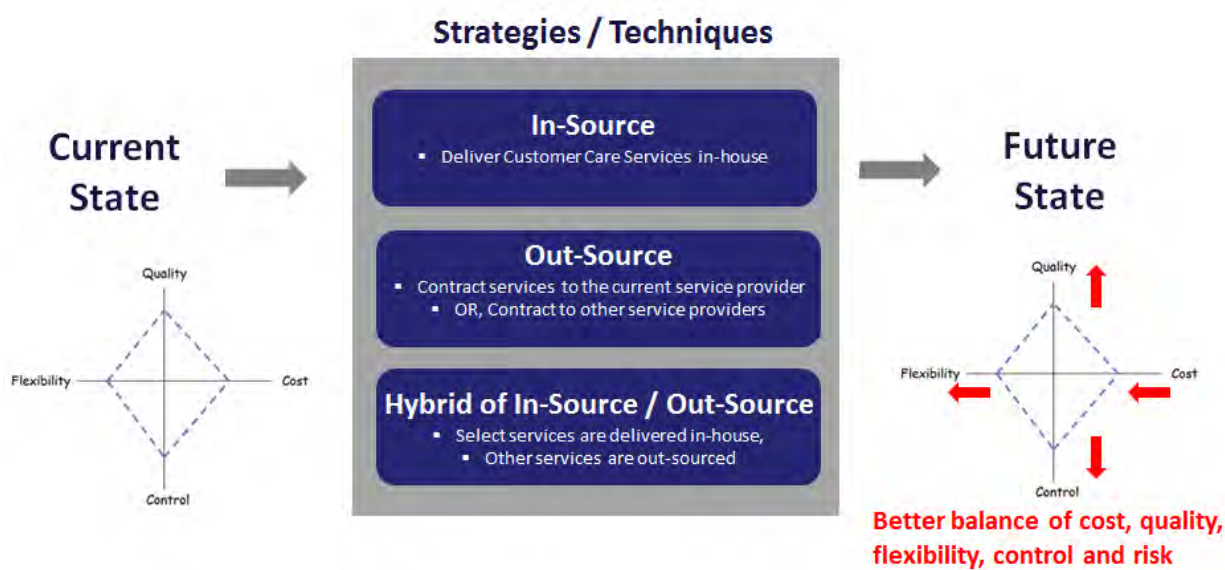 Strategies / Techniques
Current
State
Quality
Flexibility
Cost
Control
In-Source
▪ Deliver Customer Care Services in-house
Out-Source
▪ Contract services to the current service provider
▪ OR, Contract to other service providers
Hybrid of In-Source / Out-Source
▪ Select services are delivered in-house,
▪ Other services are out-sourced
Future
State
Quality
Flexibility
Cost
Control
Better balance of cost, quality,
flexibility, control and risk